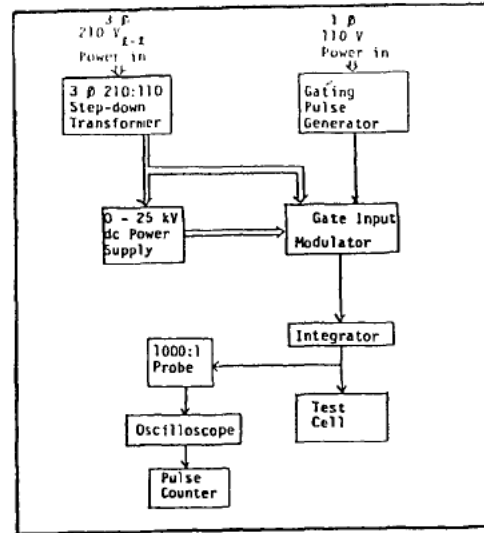 3 ϕ
210 V ℓ-ℓ
Power in
1 ϕ
110 V
Power in
3 ϕ 210:110
Step-down
Transformer
Gating
Pulse
Generator
0 - 25 kV
dc Power
Supply
Gate Input
Modulator
Integrator
1000:1
Probe
Test
Cell
Oscilloscope
Pulse
Counter